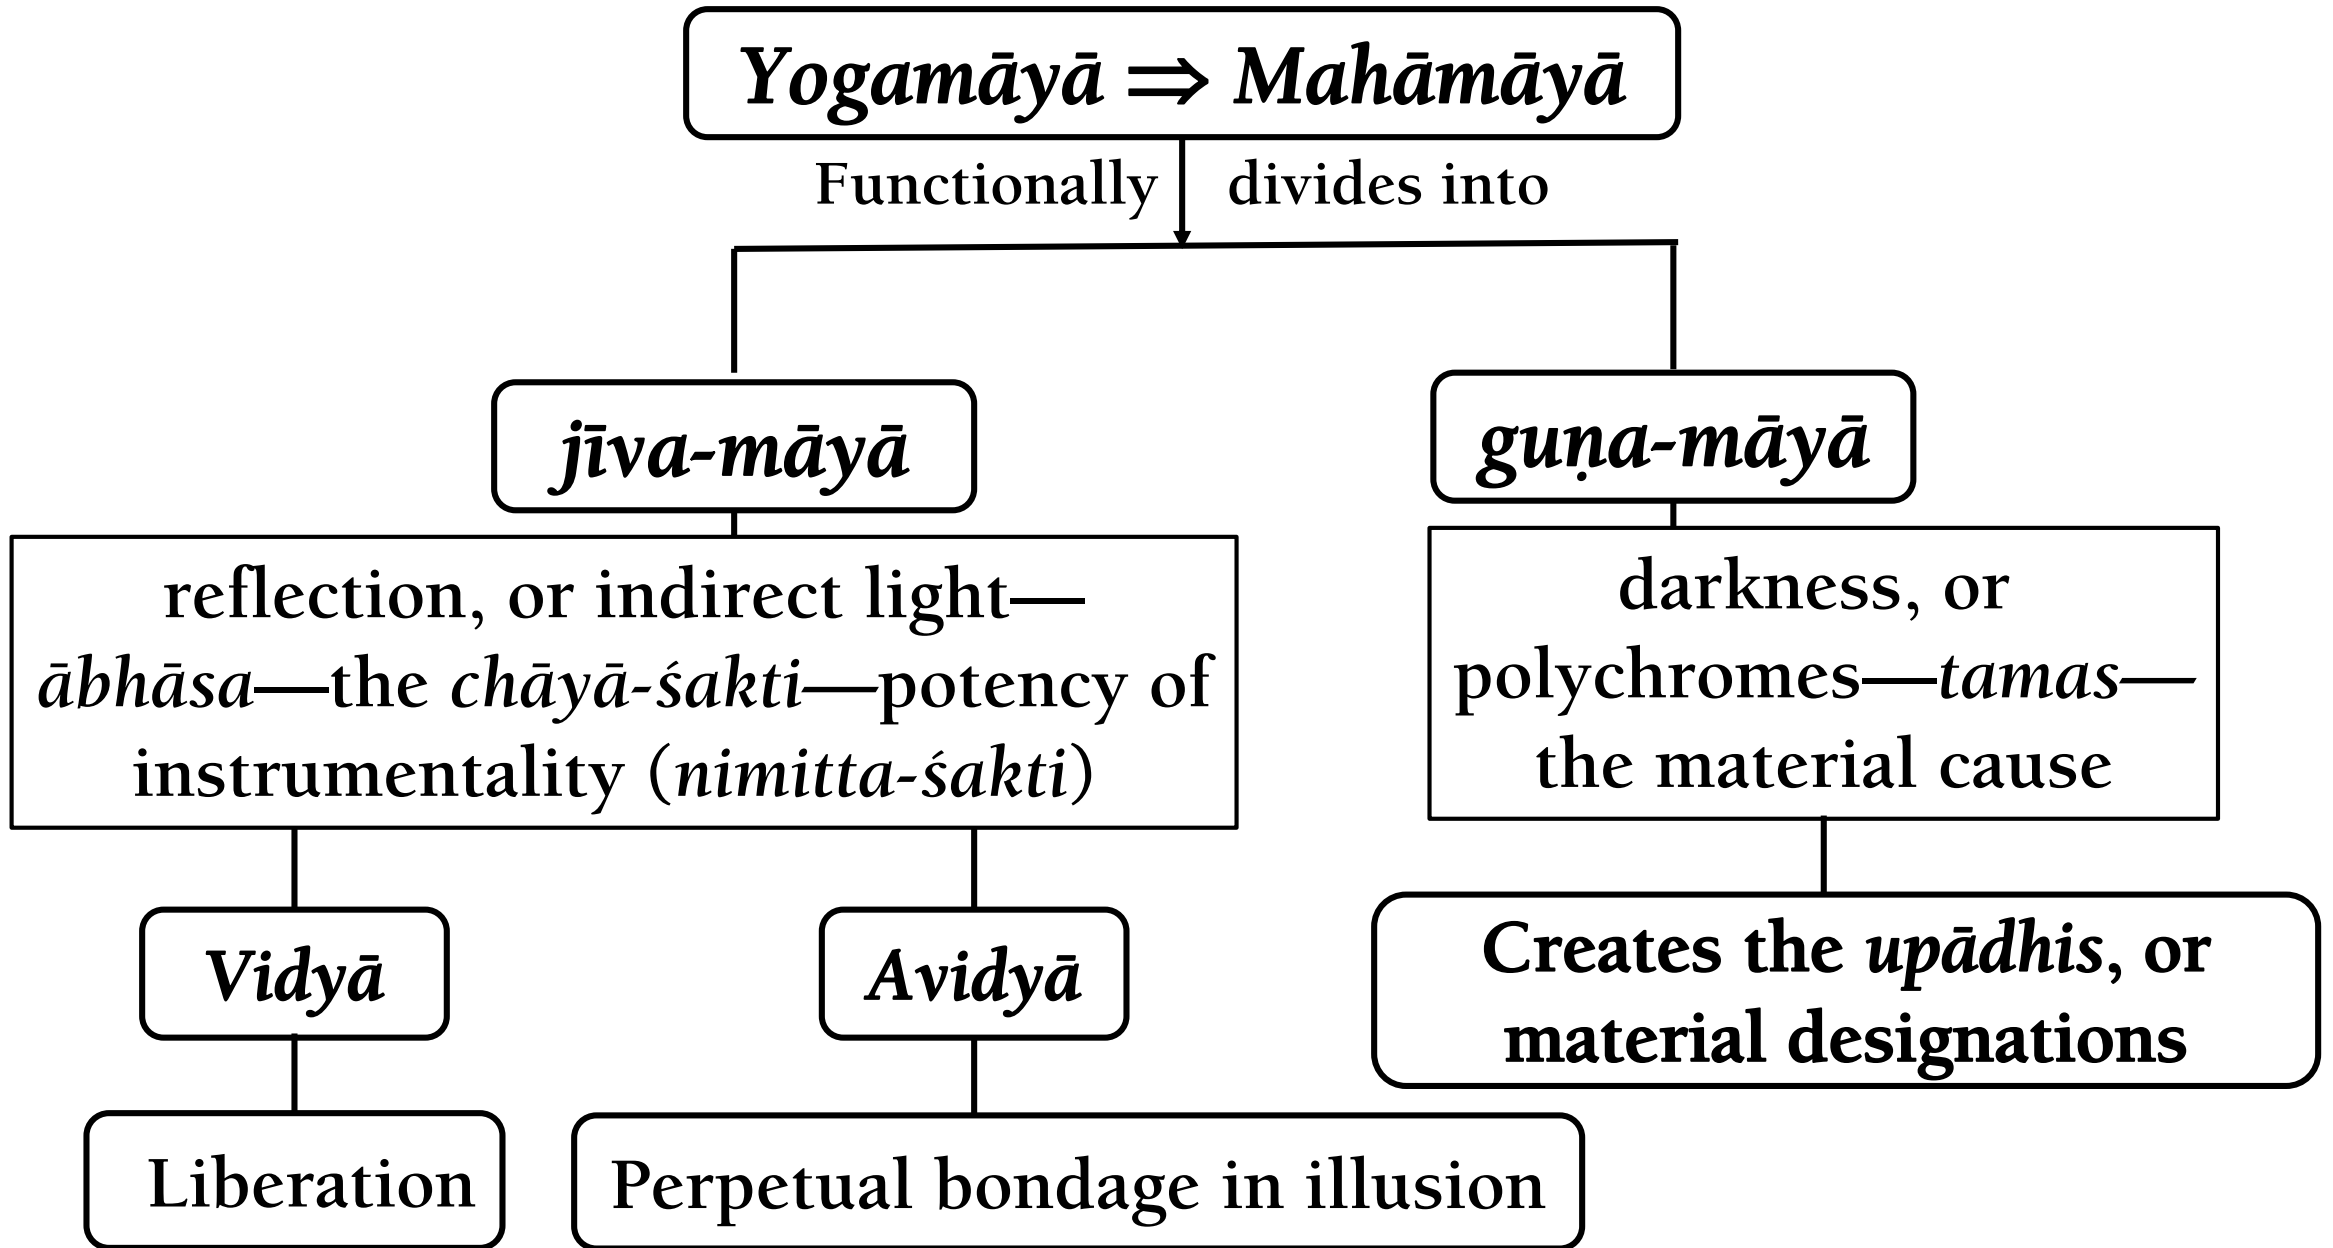 Yogamāyā ⇒ Mahāmāyā
Functionally divides into
jīva-māyā
guṇa-māyā
reflection, or indirect light—
ābhāsa—the chāyā-śakti—potency of
instrumentality (nimitta-śakti)
darkness, or
polychromes—tamas—
the material cause
Vidyā
Avidyā
Creates the upādhis, or
material designations
Liberation
Perpetual bondage in illusion